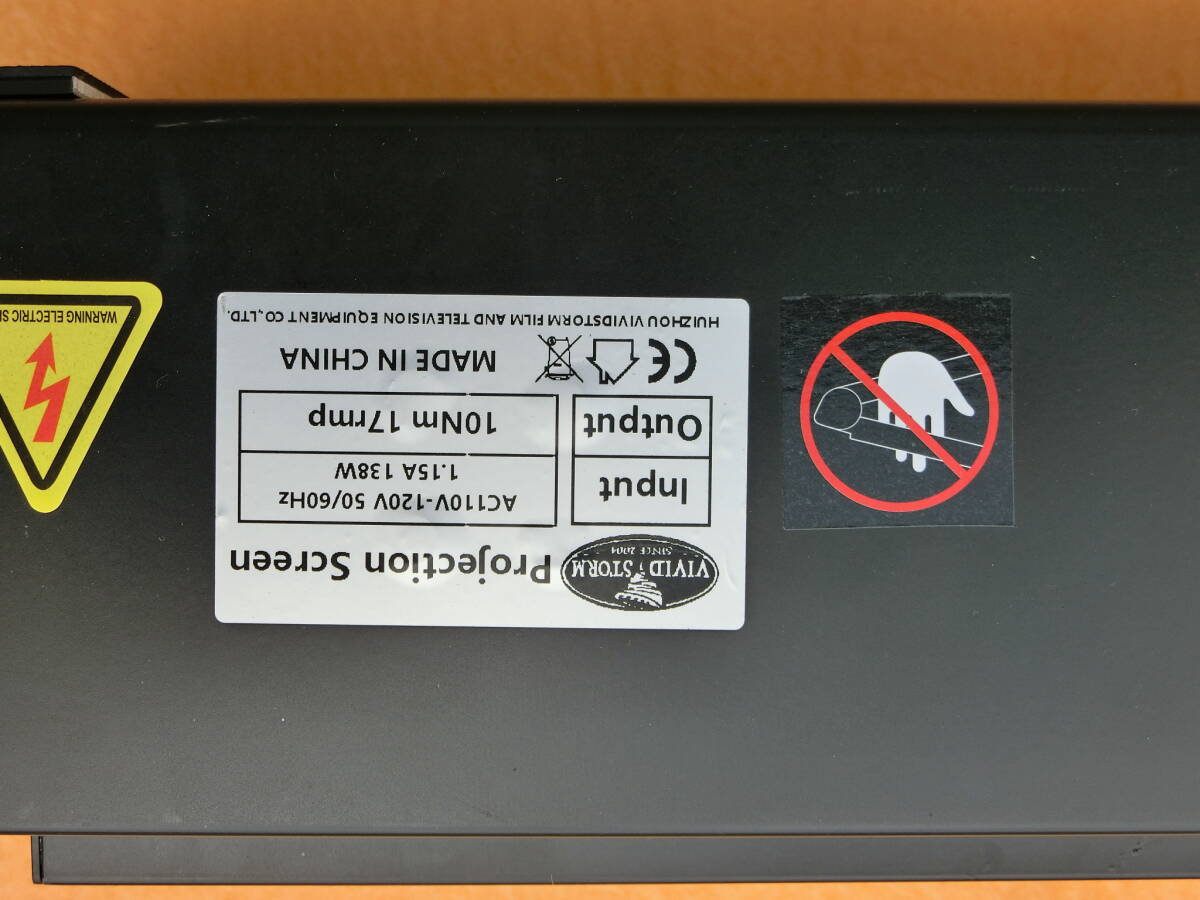 VIVID STORM
SINCE 2004
Projection Screen
Input
AC110V-120V 50/60Hz
1.15A 138W
Output
10Nm 17rmp
CE
MADE IN CHINA
HUIZHOU VIVIDSTORM FILM AND TELEVISION EQUIPMENT CO.,LTD.
WARNING ELECTRIC